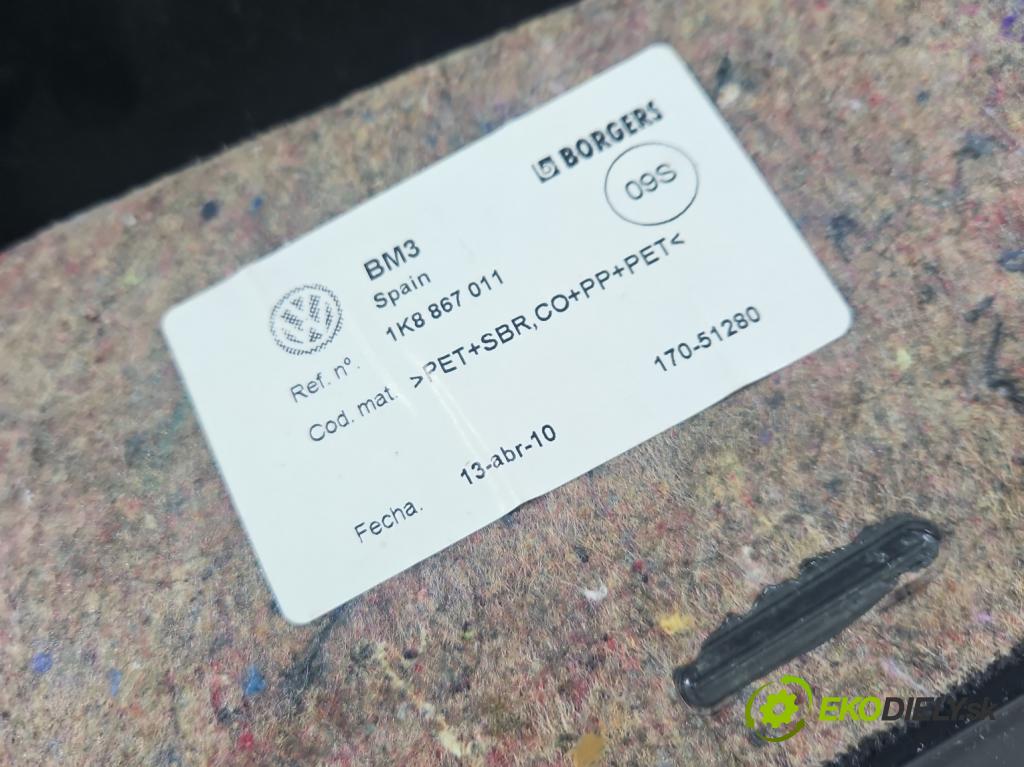 BORGERS
09S
BM3
Spain
Ref. nº. 1K8 867 011
Cod. mat. >PET+SBR,CO+PP+PET<
170-51280
Fecha. 13-abr-10
EKODIELY.sk